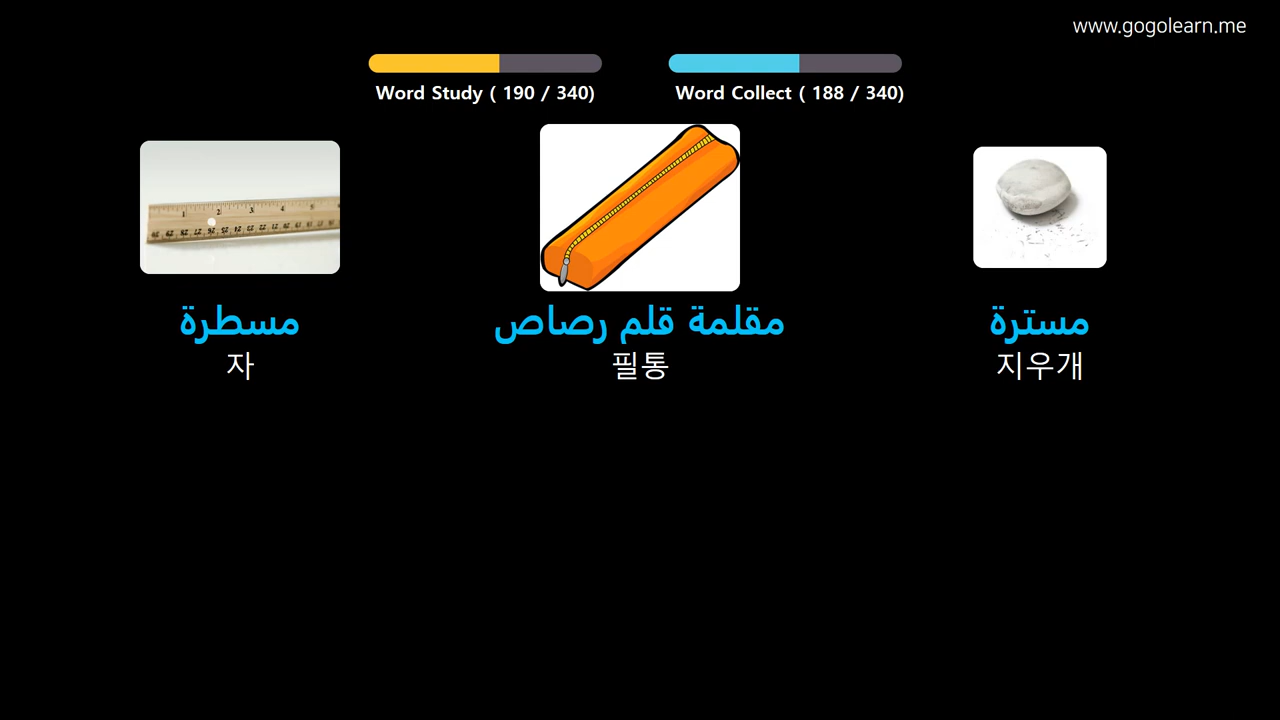 www.gogolearn.me
Word Study ( 190 / 340)
Word Collect ( 188 / 340)
مسطرة
자
مقلمة قلم رصاص
필통
مسترة
지우개